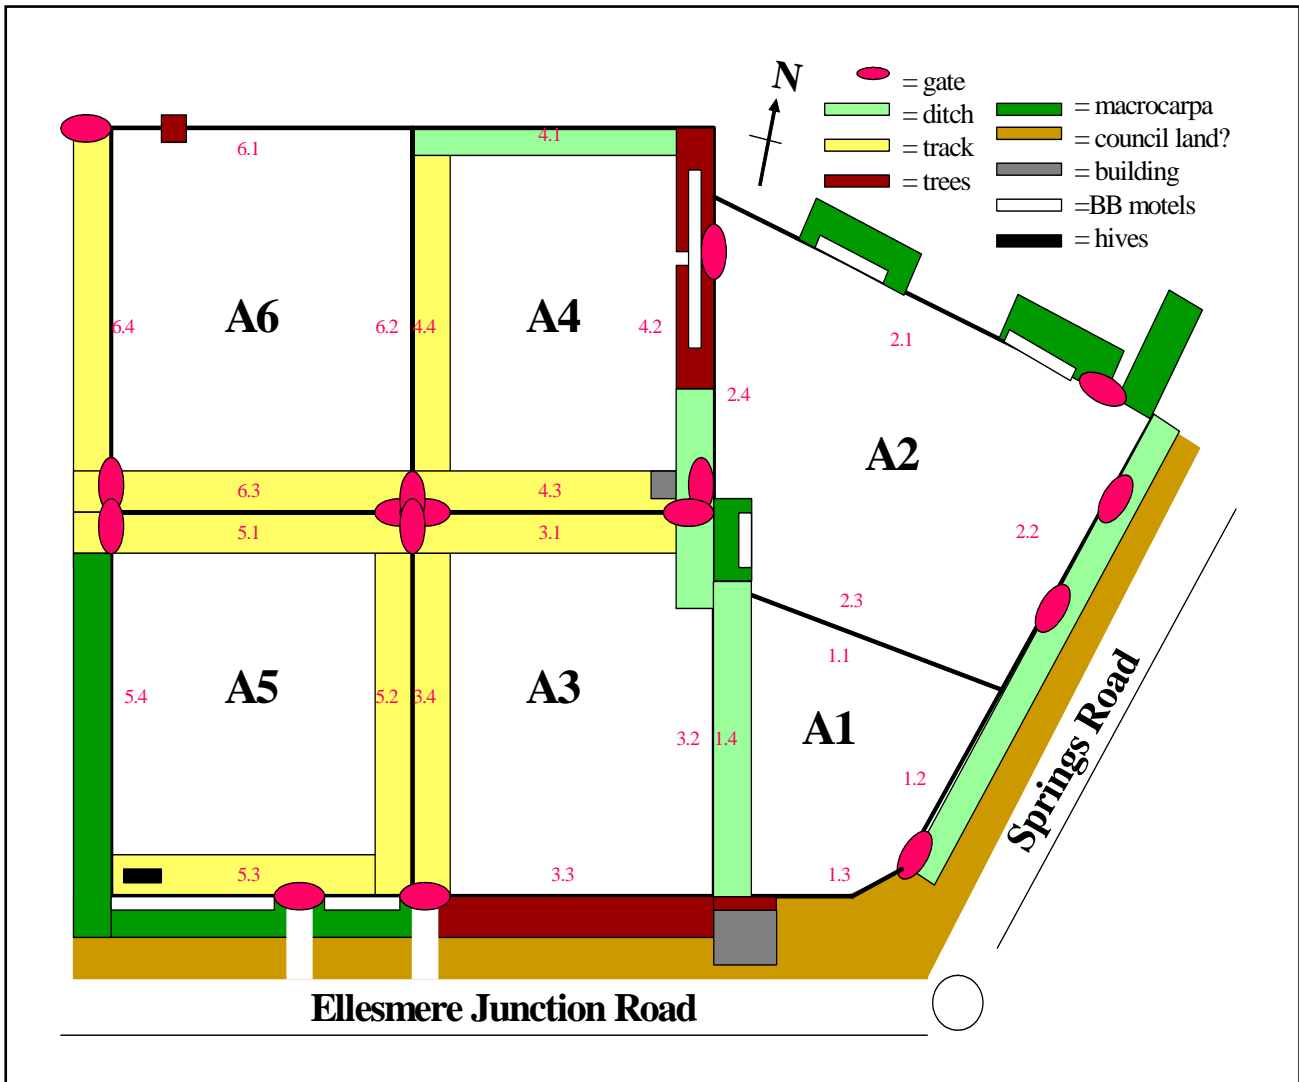 N
= gate
= ditch
= track
= trees
= macrocarpa
= council land?
= building
=BB motels
= hives
6.1
4.1
A6
A4
6.4
6.2
4.4
4.2
2.1
2.4
A2
6.3
4.3
5.1
3.1
2.2
2.3
1.1
A5
A3
5.4
5.2
3.4
3.2
1.4
A1
1.2
5.3
3.3
1.3
Springs Road
Ellesmere Junction Road